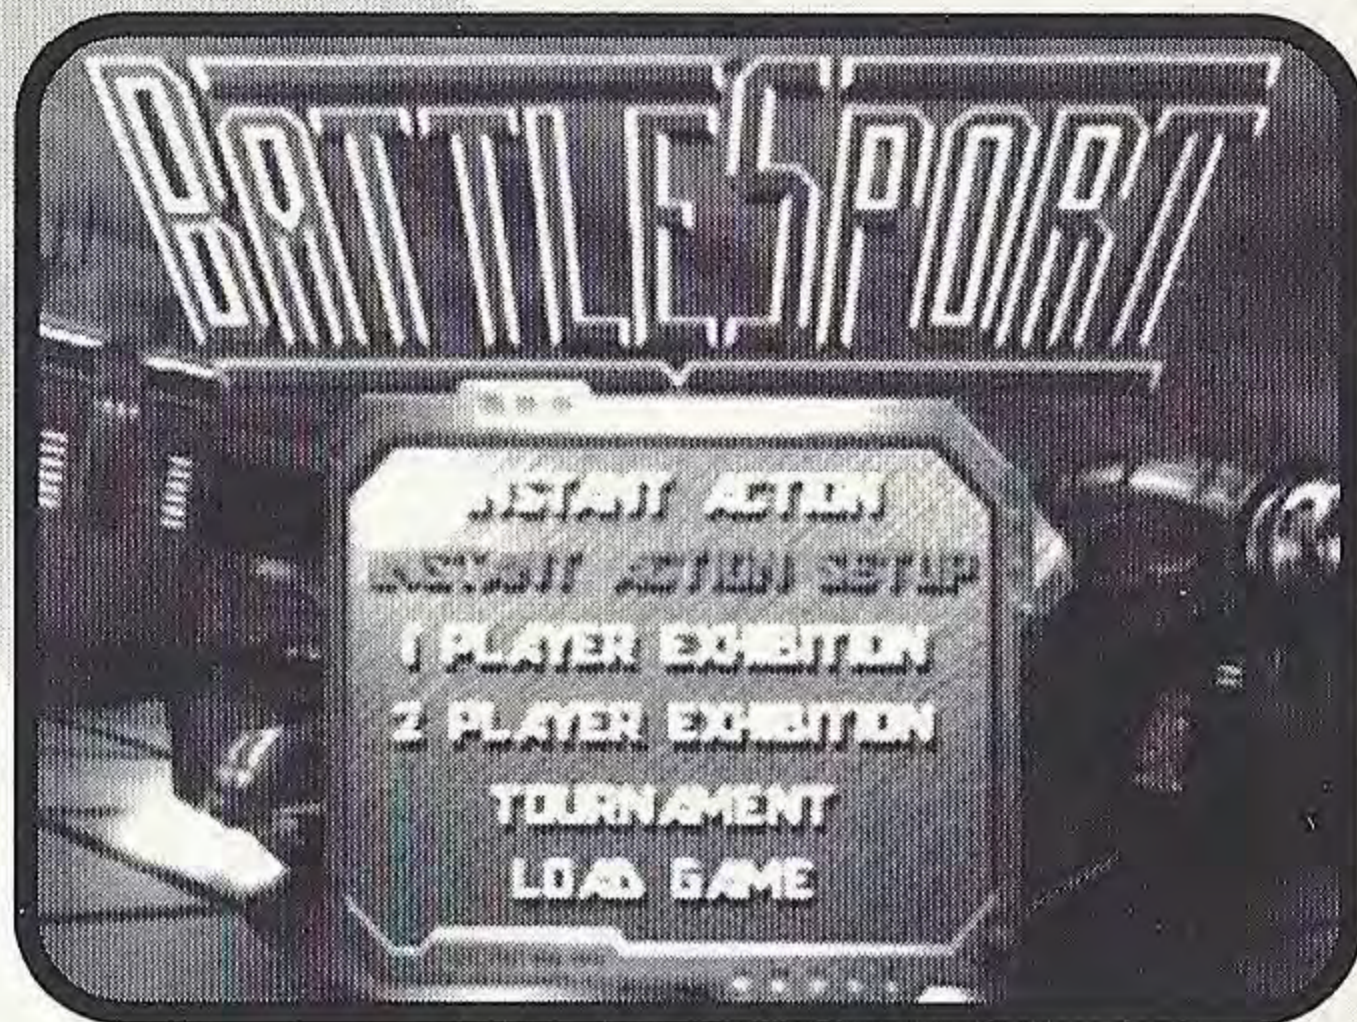 BATTLESPORT
INSTANT ACTION
INSTANT ACTION SETUP
1 PLAYER EXHIBITION
2 PLAYER EXHIBITION
TOURNAMENT
LOAD GAME